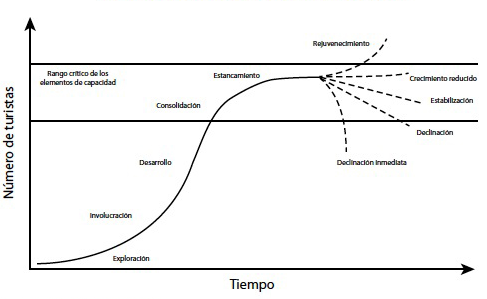 Rejuvenecimiento
Rango crítico de los
elementos de capacidad
Estancamiento
Crecimiento reducido
Consolidación
Estabilización
Declinación
Desarrollo
Declinación inmediata
Involucración
Exploración
Número de turistas
Tiempo